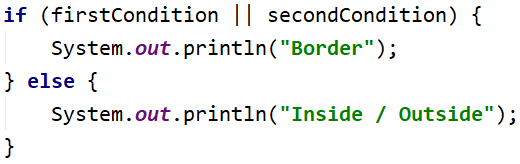 if (firstCondition || secondCondition) {
    System.out.println("Border");
} else {
    System.out.println("Inside / Outside");
}